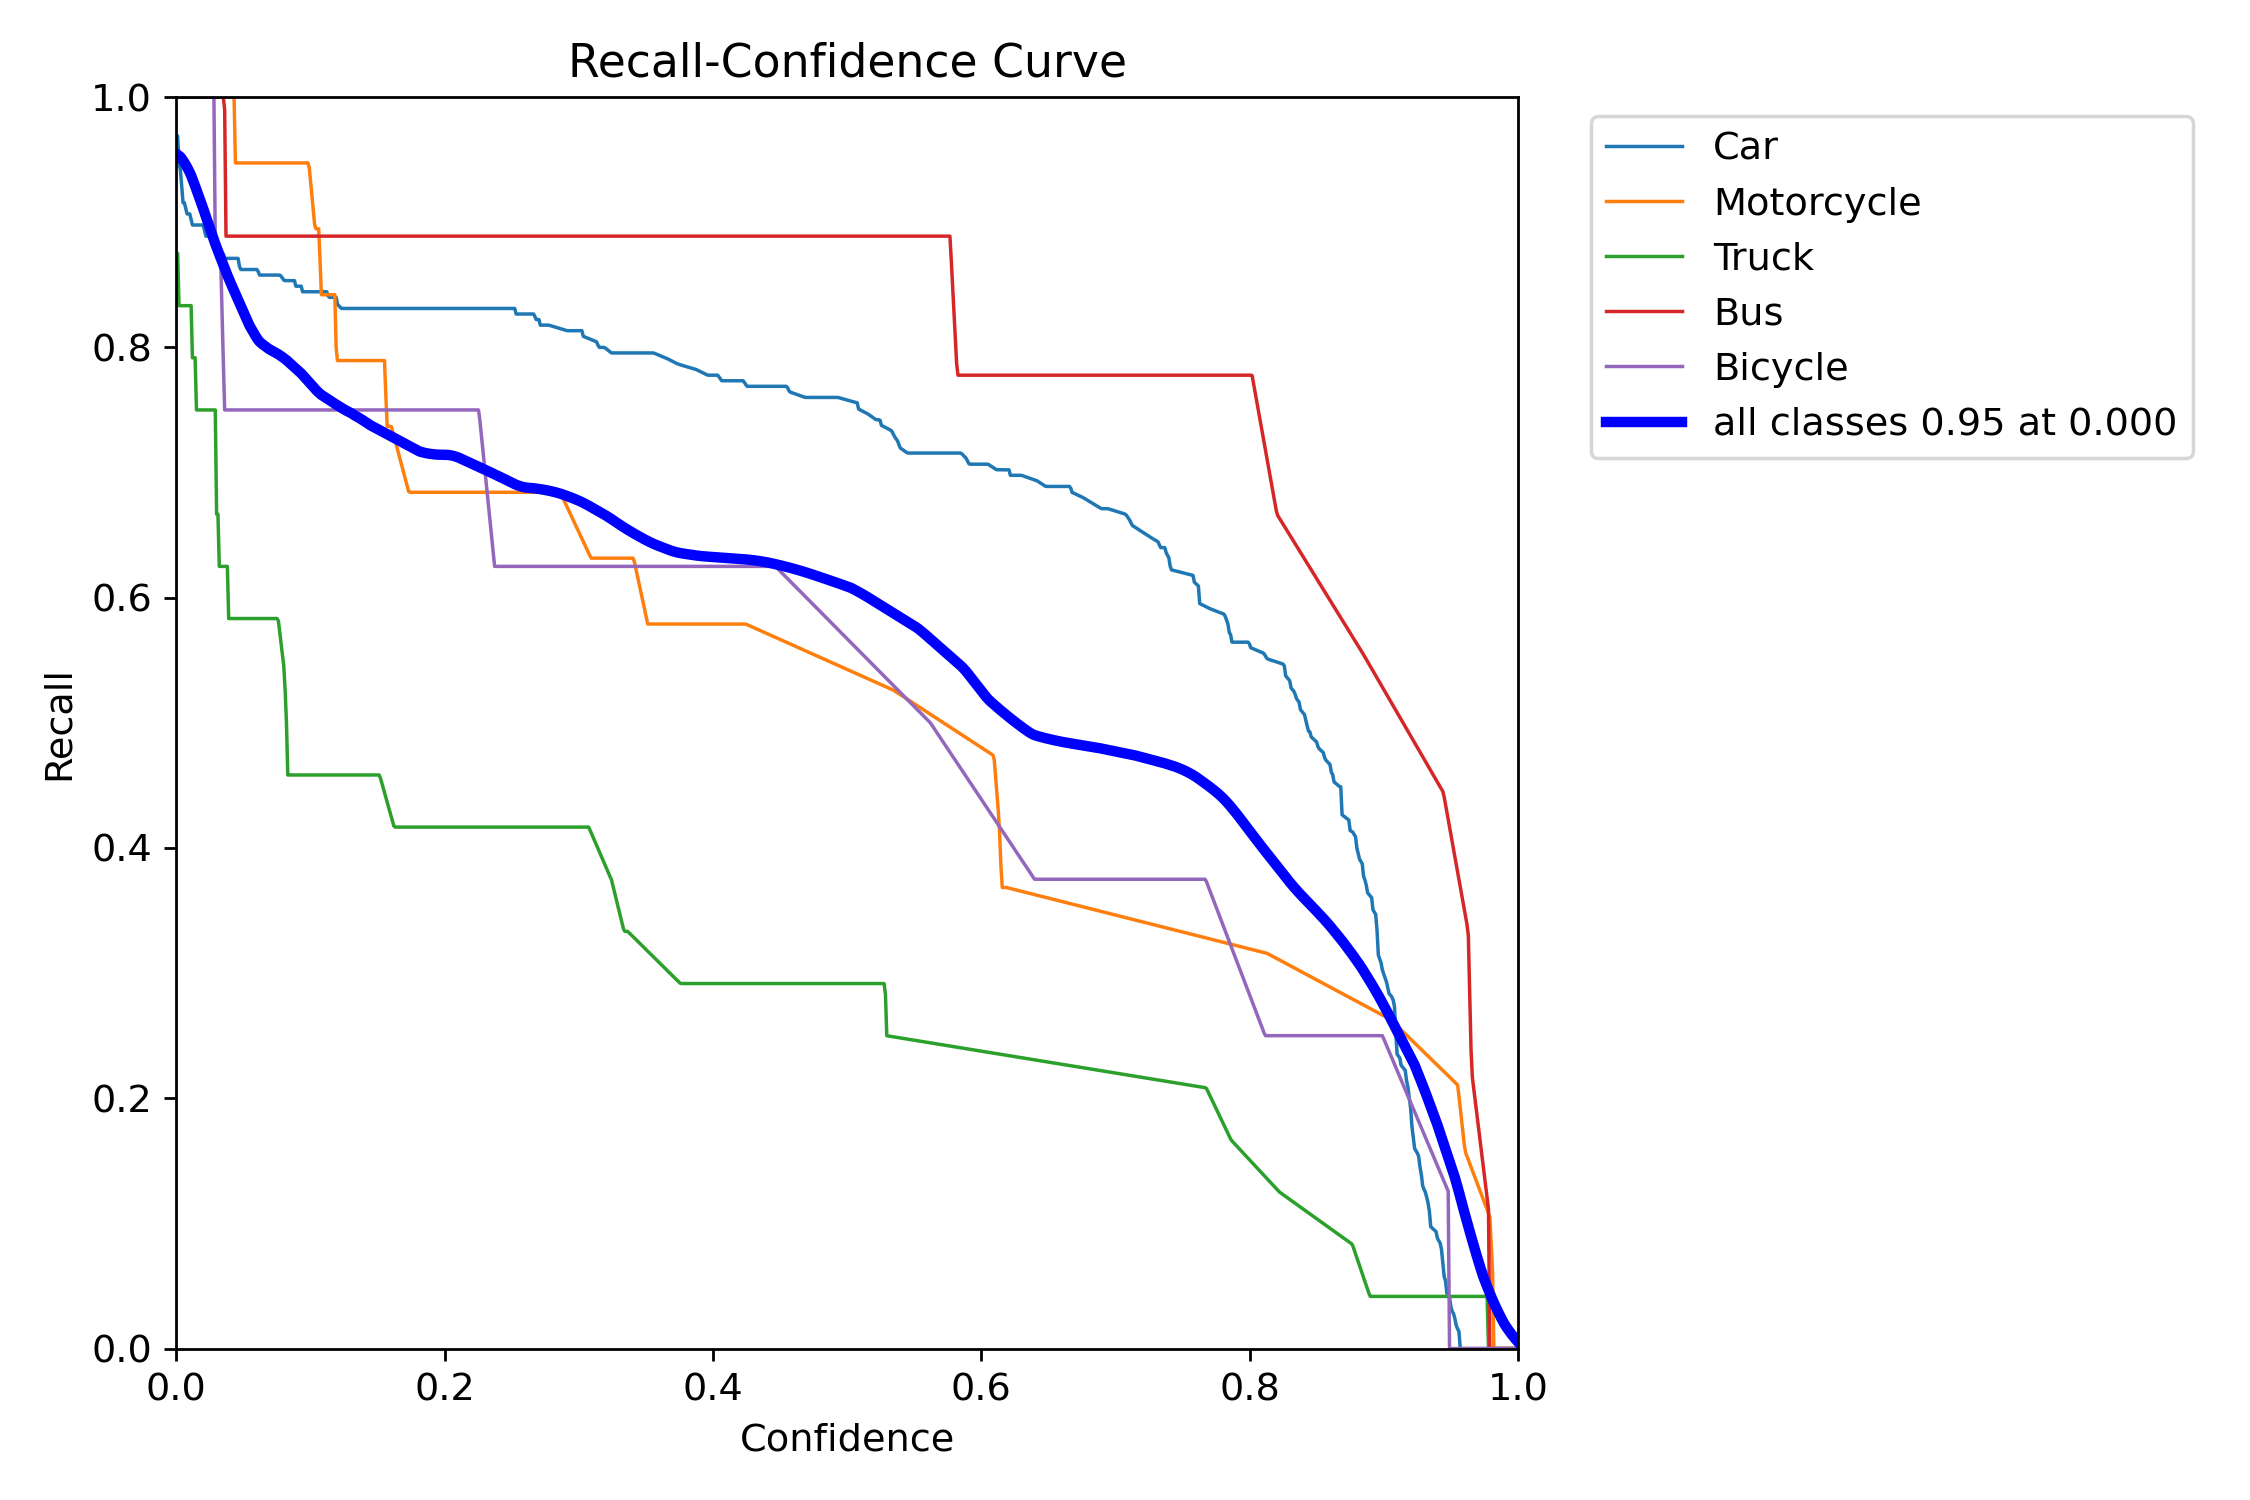 Recall-Confidence Curve
1.0
0.8
0.6
0.4
0.2
0.0
Recall
0.0 0.2 0.4 0.6 0.8 1.0
Confidence
Car
Motorcycle
Truck
Bus
Bicycle
all classes 0.95 at 0.000